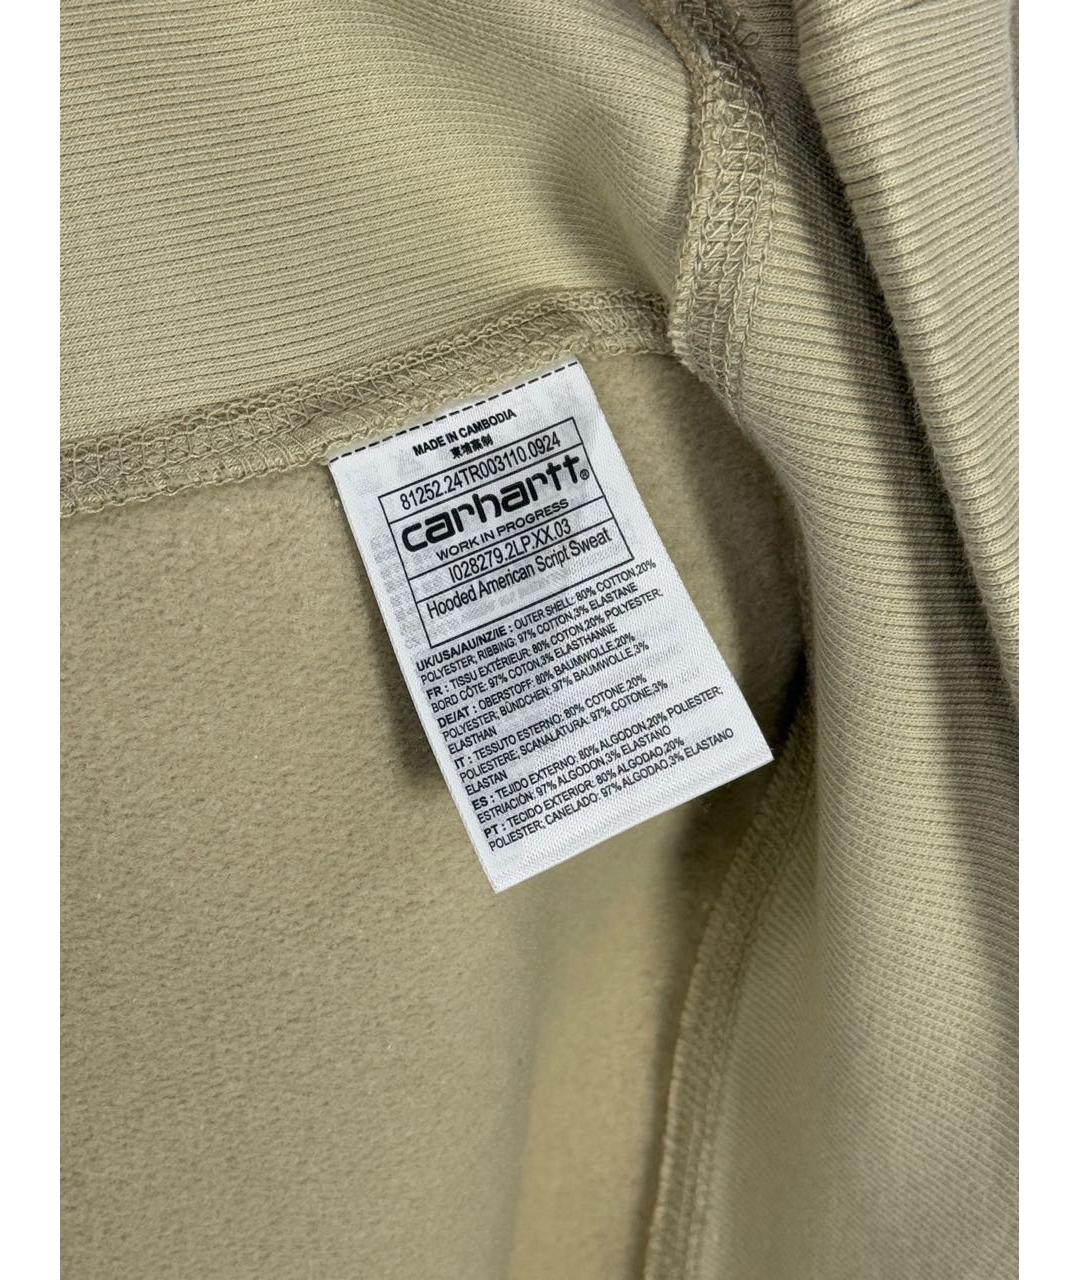 MADE IN CAMBODIA
東埔寨制
81252.24TR003110.0924
carhartt®
WORK IN PROGRESS
I028279.2LP.XX.03
Hooded American Script Sweat
UK/USA/AU/NZ/IE : OUTER SHELL: 80% COTTON,20%
POLYESTER; RIBBING: 97% COTTON,3% ELASTANE
FR : TISSU EXTÉRIEUR: 80% COTON,20% POLYESTER;
BORD CÔTE: 97% COTON,3% ELASTHANNE
DE/AT : OBERSTOFF: 80% BAUMWOLLE,20%
POLYESTER; BÜNDCHEN: 97% BAUMWOLLE,3%
ELASTHAN
IT : TESSUTO ESTERNO: 80% COTONE,20%
POLIESTERE; SCANALATURA: 97% COTONE,3%
ELASTAN
ES : TEJIDO EXTERNO: 80% ALGODON,20% POLIESTER;
ESTRIACIÓN: 97% ALGODON,3% ELASTANO
PT : TECIDO EXTERIOR: 80% ALGODAO,20%
POLIESTER; CANELADO: 97% ALGODAO,3% ELASTANO